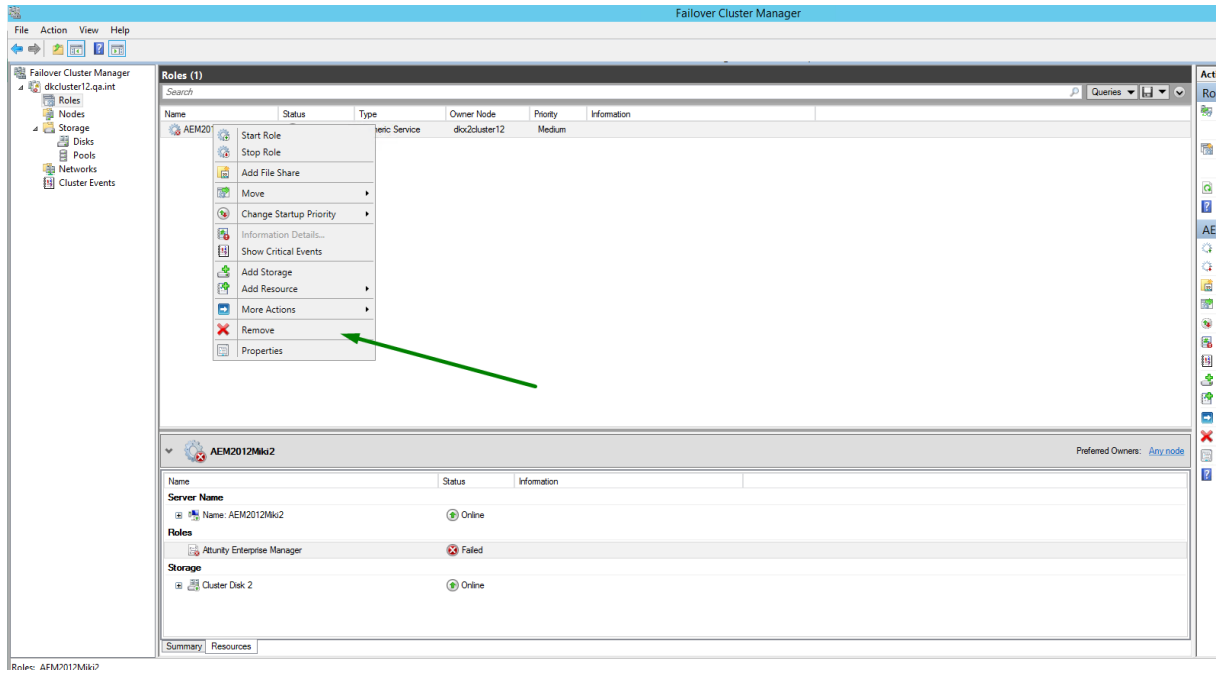 Failover Cluster Manager
File Action View Help
Failover Cluster Manager
dkcluster12.qa.int
Roles
Nodes
Storage
Disks
Pools
Networks
Cluster Events
Roles (1)
Search
Queries
Name Status Type Owner Node Priority Information
AEM201 neric Service dkx2cluster12 Medium
Start Role
Stop Role
Add File Share
Move
Change Startup Priority
Information Details...
Show Critical Events
Add Storage
Add Resource
More Actions
Remove
Properties
AEM2012Miki2
Preferred Owners: Any node
Name Status Information
Server Name
Name: AEM2012Miki2 Online
Roles
Attunity Enterprise Manager Failed
Storage
Cluster Disk 2 Online
Summary Resources
Acti
Ro
AE
Roles: AEM2012Miki2